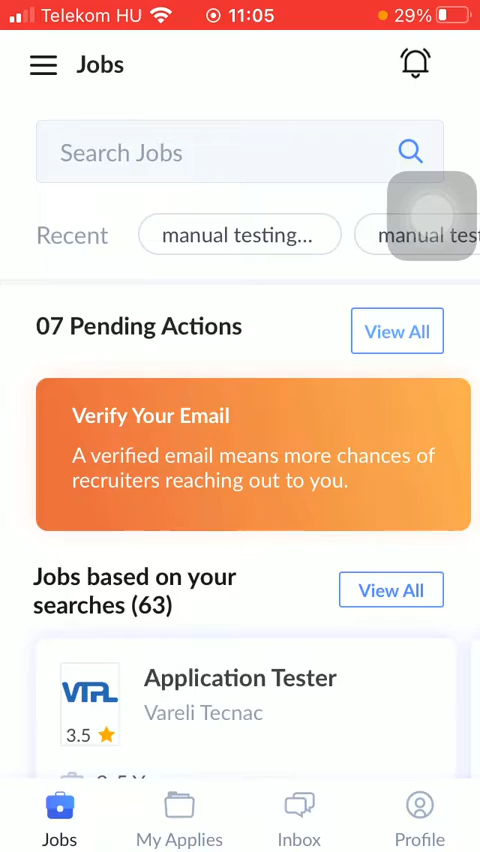 Telekom HU 11:05 29%
Jobs
Search Jobs
Recent manual testing... manual test
07 Pending Actions View All
Verify Your Email
A verified email means more chances of
recruiters reaching out to you.
Jobs based on your
searches (63) View All
VTPL Application Tester
Vareli Tecnac
3.5
Jobs My Applies Inbox Profile